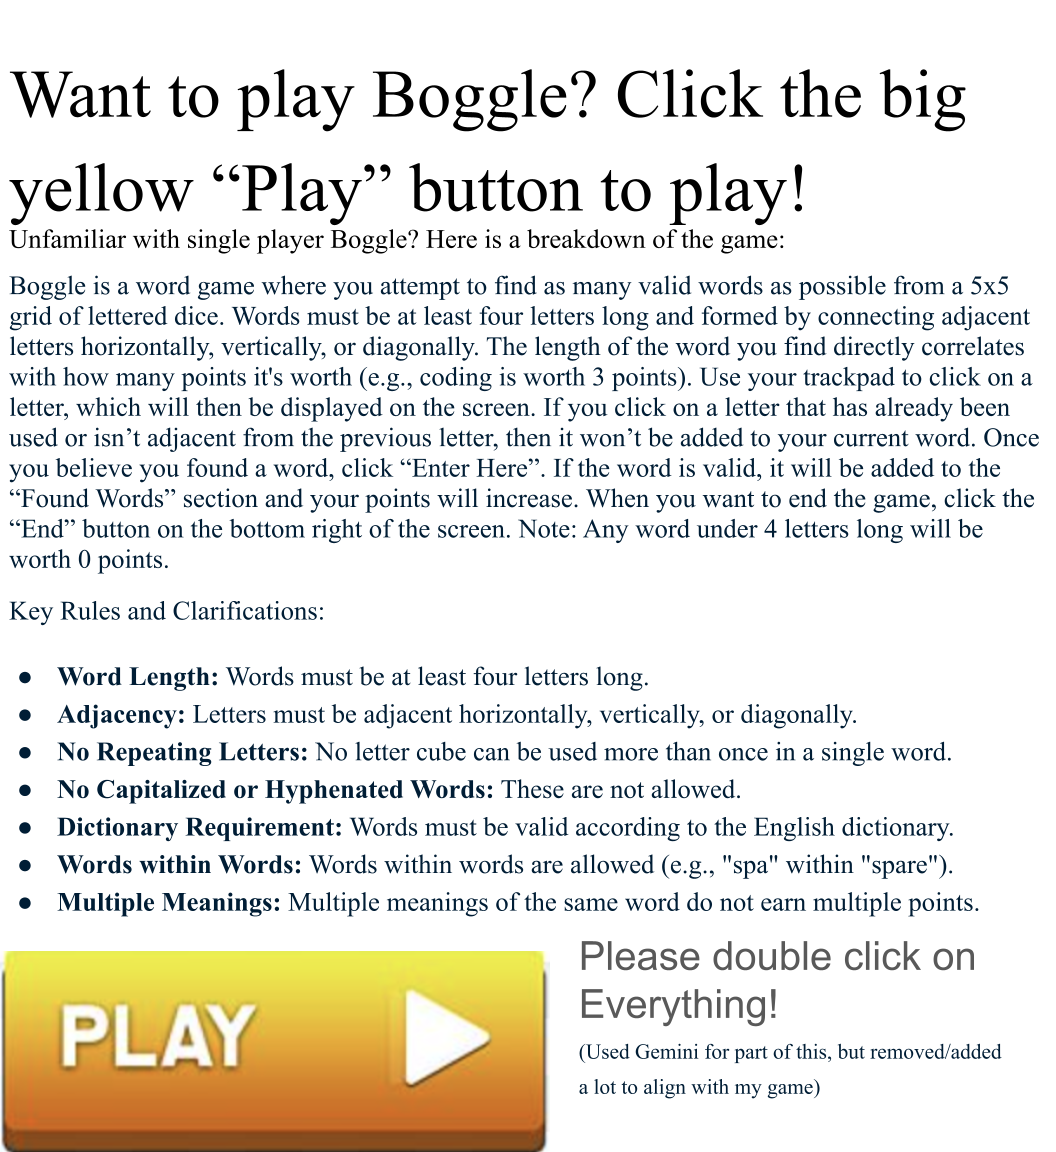 Want to play Boggle? Click the big
yellow “Play” button to play!
Unfamiliar with single player Boggle? Here is a breakdown of the game:
Boggle is a word game where you attempt to find as many valid words as possible from a 5x5
grid of lettered dice. Words must be at least four letters long and formed by connecting adjacent
letters horizontally, vertically, or diagonally. The length of the word you find directly correlates
with how many points it's worth (e.g., coding is worth 3 points). Use your trackpad to click on a
letter, which will then be displayed on the screen. If you click on a letter that has already been
used or isn’t adjacent from the previous letter, then it won’t be added to your current word. Once
you believe you found a word, click “Enter Here”. If the word is valid, it will be added to the
“Found Words” section and your points will increase. When you want to end the game, click the
“End” button on the bottom right of the screen. Note: Any word under 4 letters long will be
worth 0 points.
Key Rules and Clarifications:
● Word Length: Words must be at least four letters long.
● Adjacency: Letters must be adjacent horizontally, vertically, or diagonally.
● No Repeating Letters: No letter cube can be used more than once in a single word.
● No Capitalized or Hyphenated Words: These are not allowed.
● Dictionary Requirement: Words must be valid according to the English dictionary.
● Words within Words: Words within words are allowed (e.g., "spa" within "spare").
● Multiple Meanings: Multiple meanings of the same word do not earn multiple points.
PLAY
Please double click on
Everything!
(Used Gemini for part of this, but removed/added
a lot to align with my game)